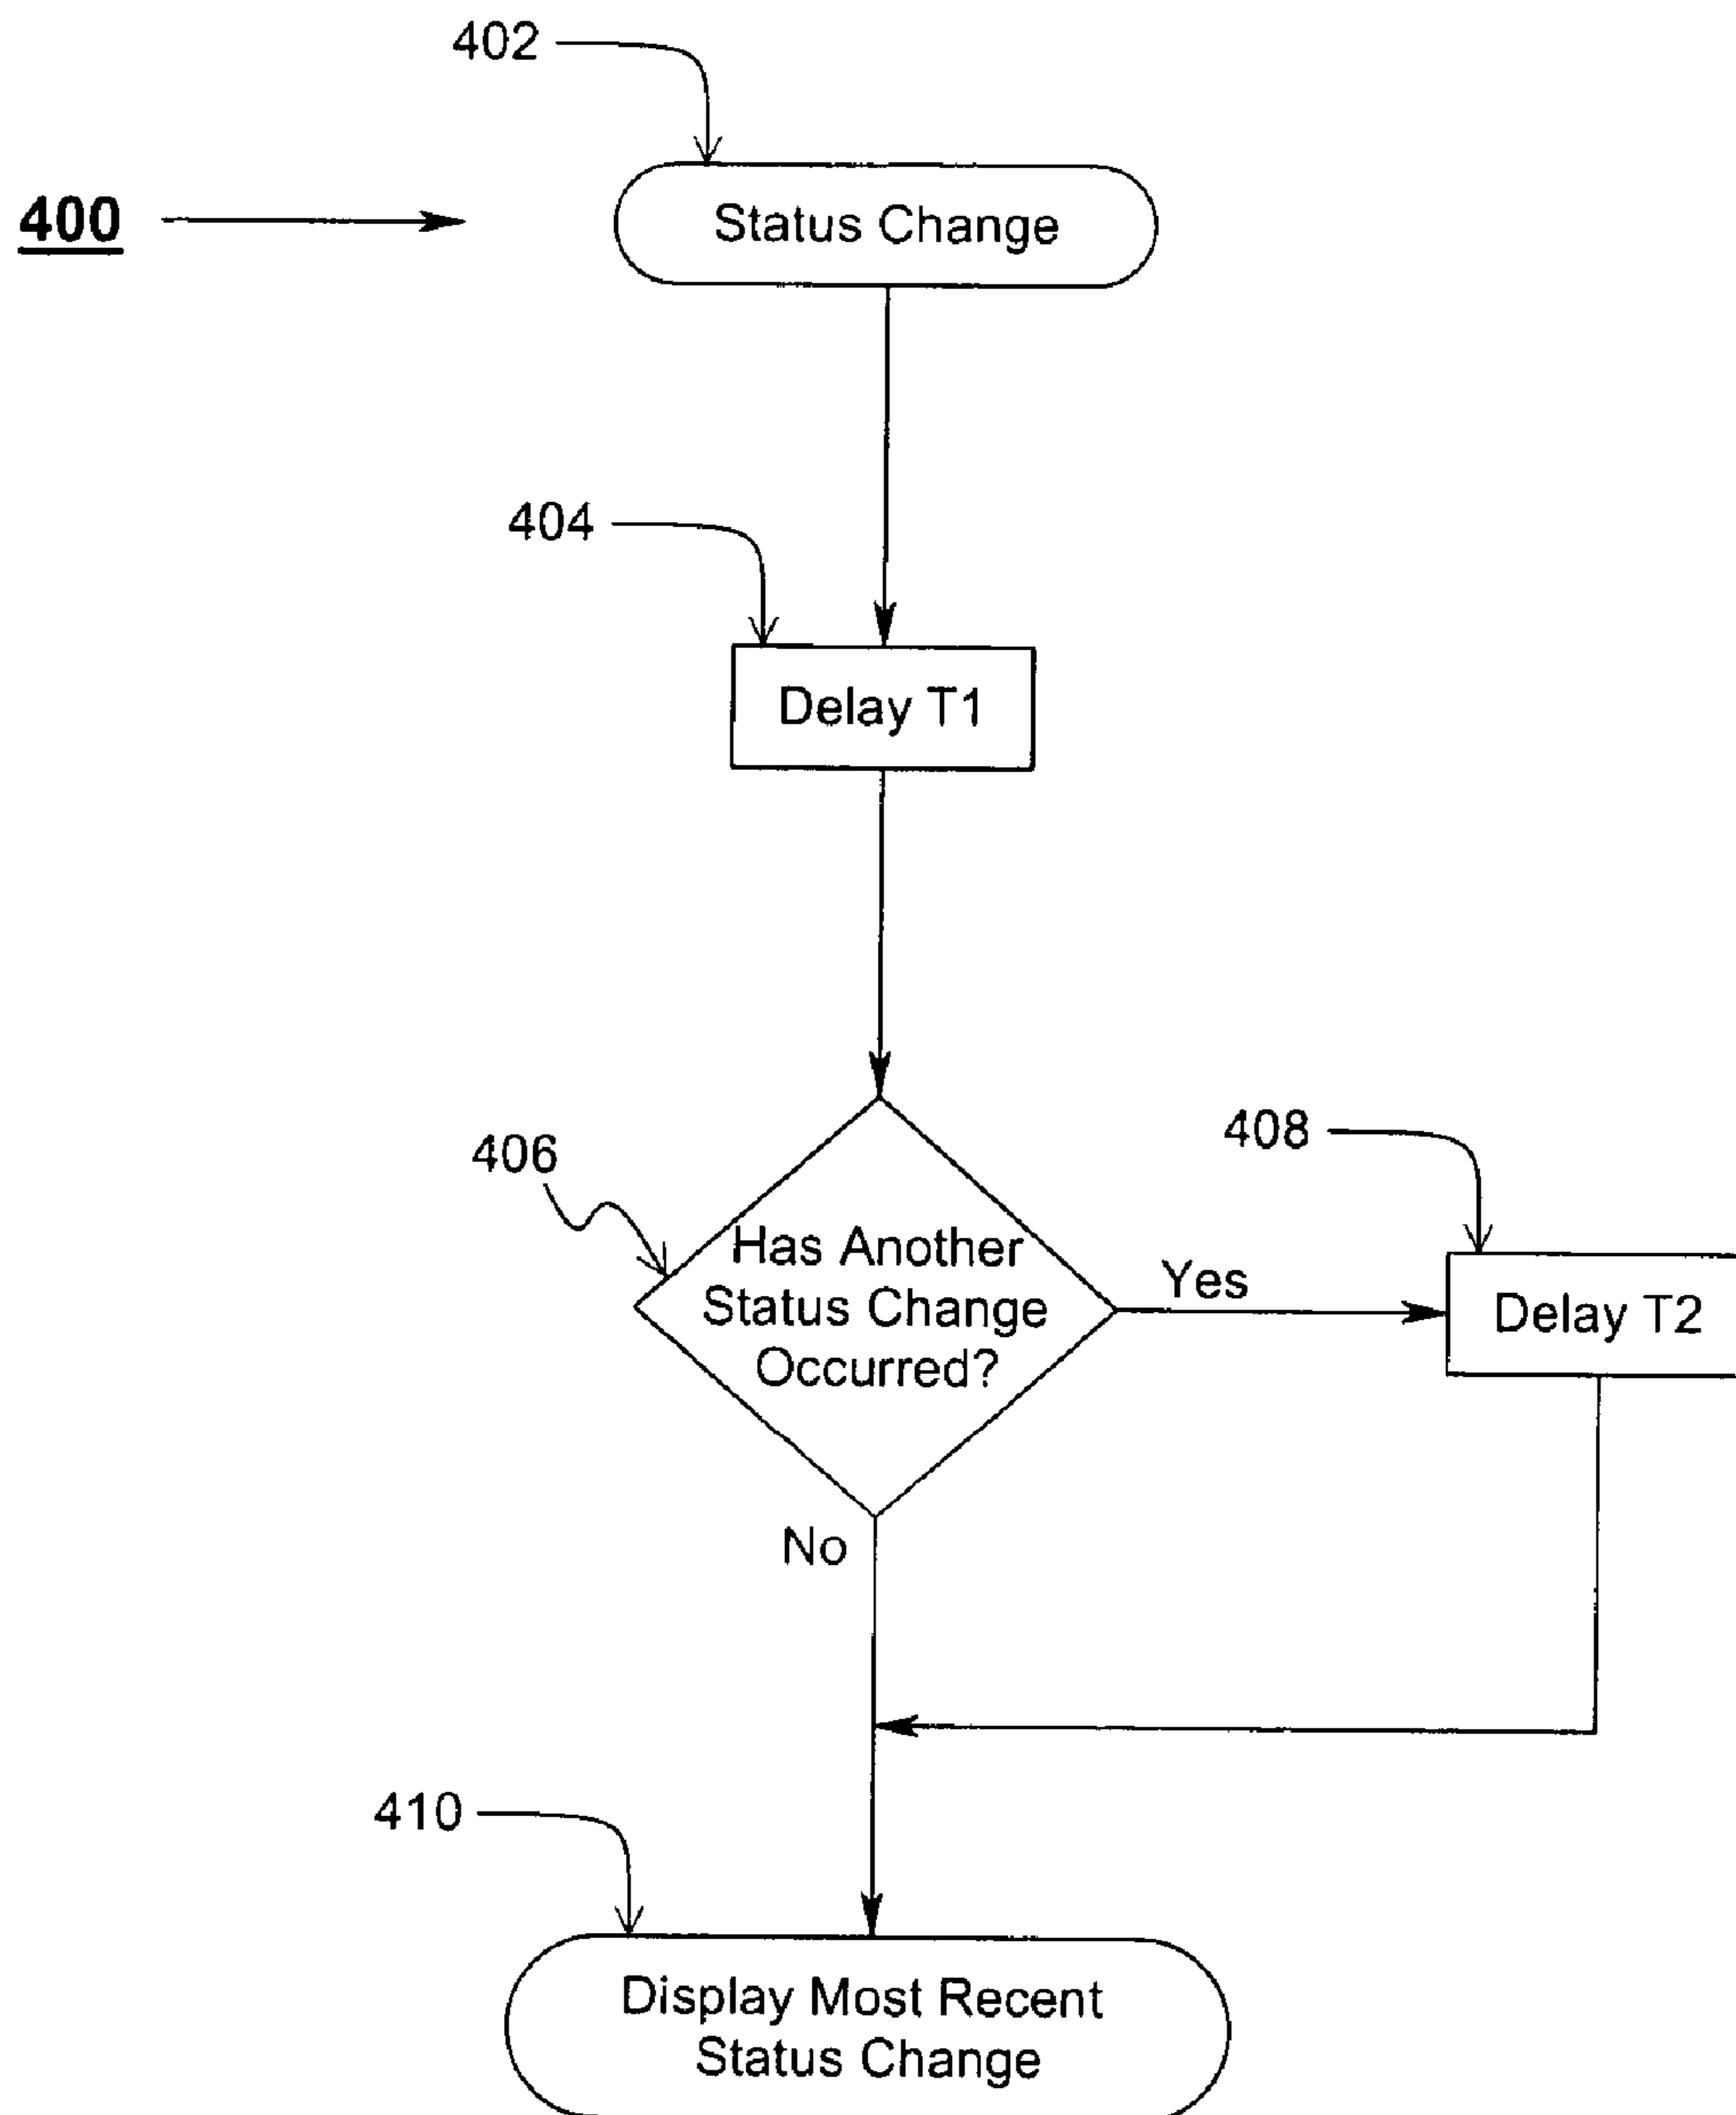 402
400
Status Change
404
Delay T1
406
408
Has Another
Status Change
Occurred?
Yes
Delay T2
No
410
Display Most Recent
Status Change